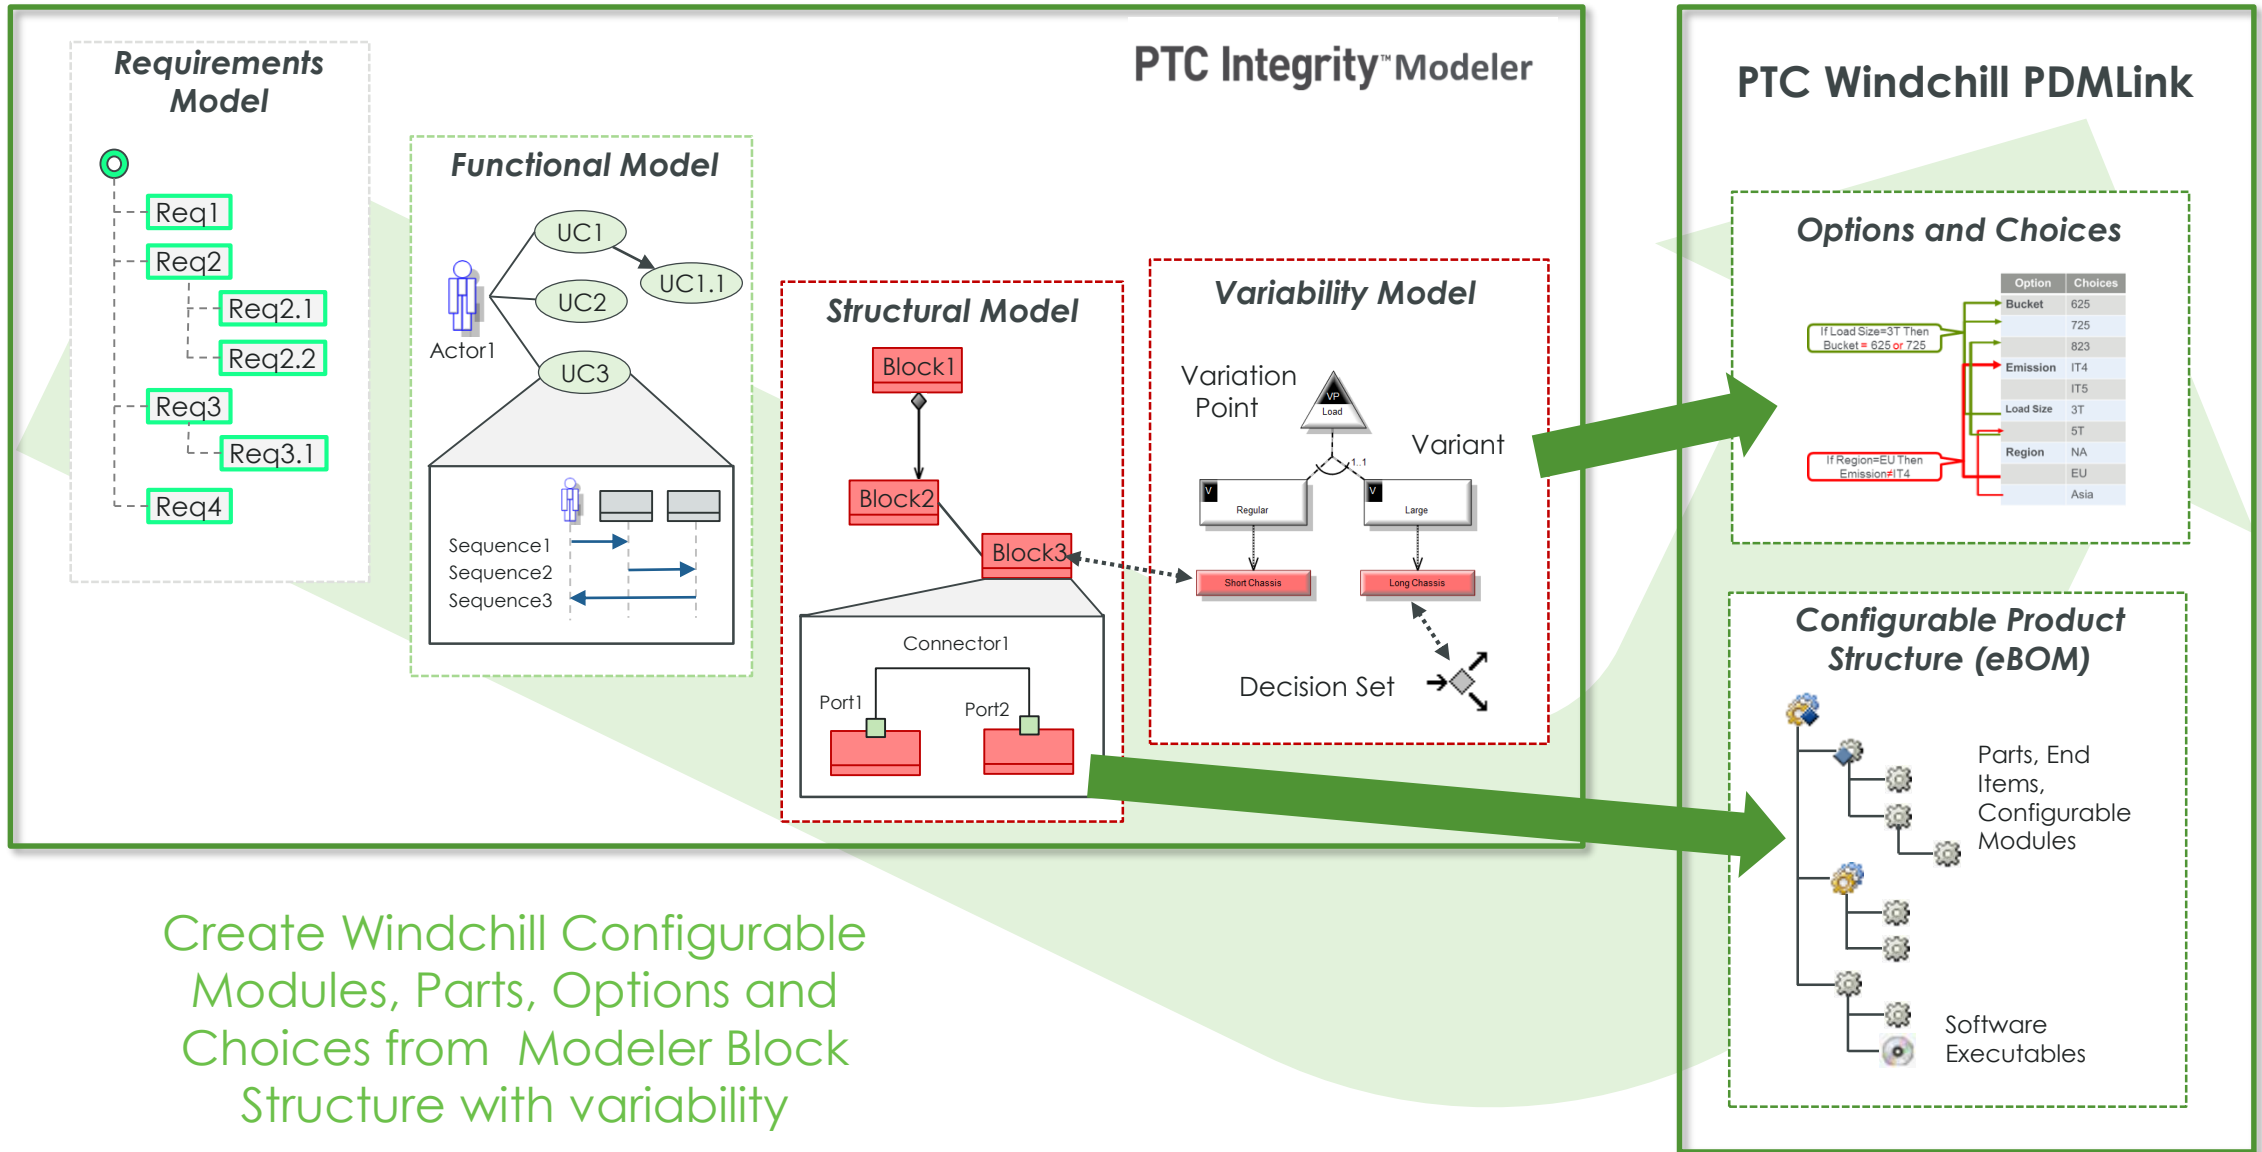 PTC Integrity™ Modeler
PTC Windchill PDMLink
Requirements
Model
Req1
Req2
Req2.1
Req2.2
Req3
Req3.1
Req4
Functional Model
UC1
UC1.1
UC2
UC3
Actor1
Sequence1
Sequence2
Sequence3
Structural Model
Block1
Block2
Block3
Connector1
Port1
Port2
Variability Model
Variation
Point
VP
Load
Variant
1..1
V
Regular
V
Large
Short Chassis
Long Chassis
Decision Set
Options and Choices
Option Choices
Bucket 625
725
823
Emission IT4
IT5
Load Size 3T
5T
Region NA
EU
Asia
If Load Size=3T Then
Bucket = 625 or 725
If Region=EU Then
Emission≠IT4
Configurable Product
Structure (eBOM)
Parts, End
Items,
Configurable
Modules
Software
Executables
Create Windchill Configurable
Modules, Parts, Options and
Choices from  Modeler Block
Structure with variability